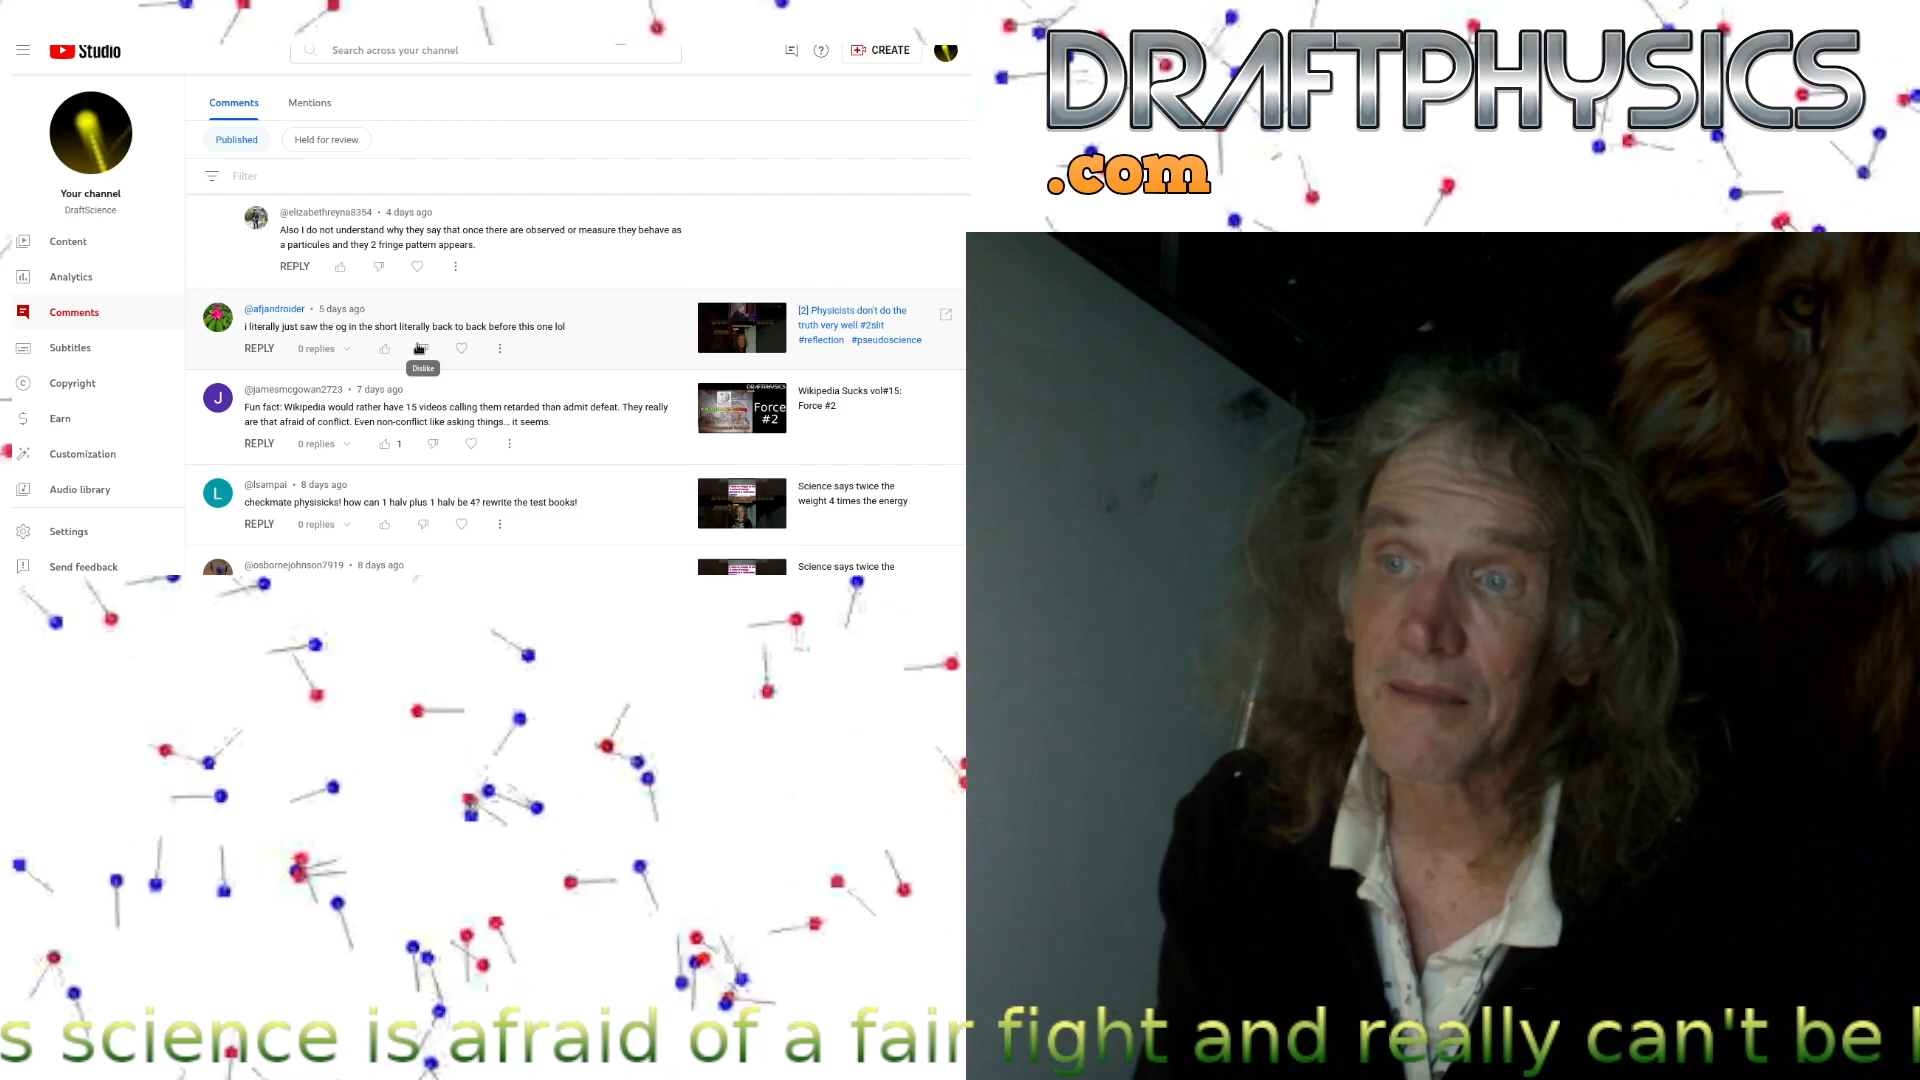 Studio
Search across your channel
CREATE
DRAFTPHYSICS
.com
Your channel
DraftScience
Content
Analytics
Comments
Subtitles
Copyright
Earn
Customization
Audio library
Settings
Send feedback
Comments
Mentions
Published
Held for review
Filter
@elizabethreyna8354 • 4 days ago
Also I do not understand why they say that once there are observed or measure they behave as
a particules and they 2 fringe pattern appears.
REPLY
@afjandroider • 5 days ago
i literally just saw the og in the short literally back to back before this one lol
REPLY 0 replies
Dislike
[2] Physicists don't do the
truth very well #2slit
#reflection #pseudoscience
@jamesmcgowan2723 • 7 days ago
Fun fact: Wikipedia would rather have 15 videos calling them retarded than admit defeat. They really
are that afraid of conflict. Even non-conflict like asking things... it seems.
REPLY 0 replies 1
DRAFTPHYSICS
Force
#2
Wikipedia Sucks vol#15:
Force #2
J
L
@lsampai • 8 days ago
checkmate physisicks! how can 1 halv plus 1 halv be 4? rewrite the test books!
REPLY 0 replies
Science says twice the
weight 4 times the energy
@osbornejohnson7919 • 8 days ago
Science says twice the
s science is afraid of a fair fight and really can't be